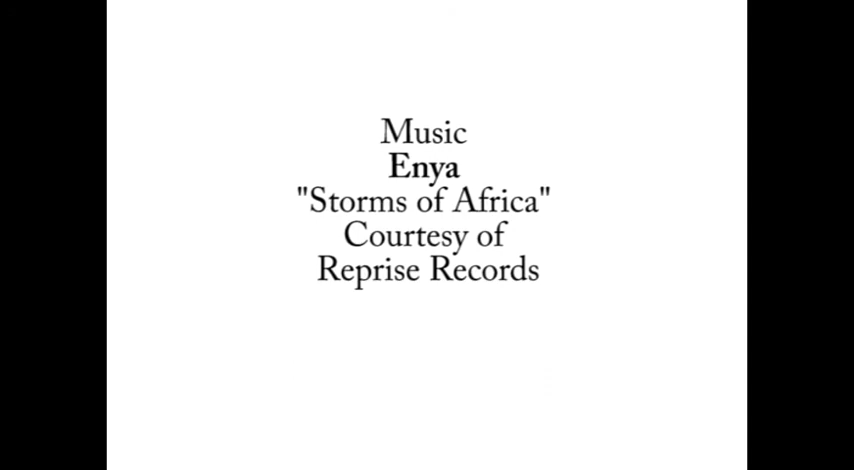 Music
Enya
"Storms of Africa"
Courtesy of
Reprise Records